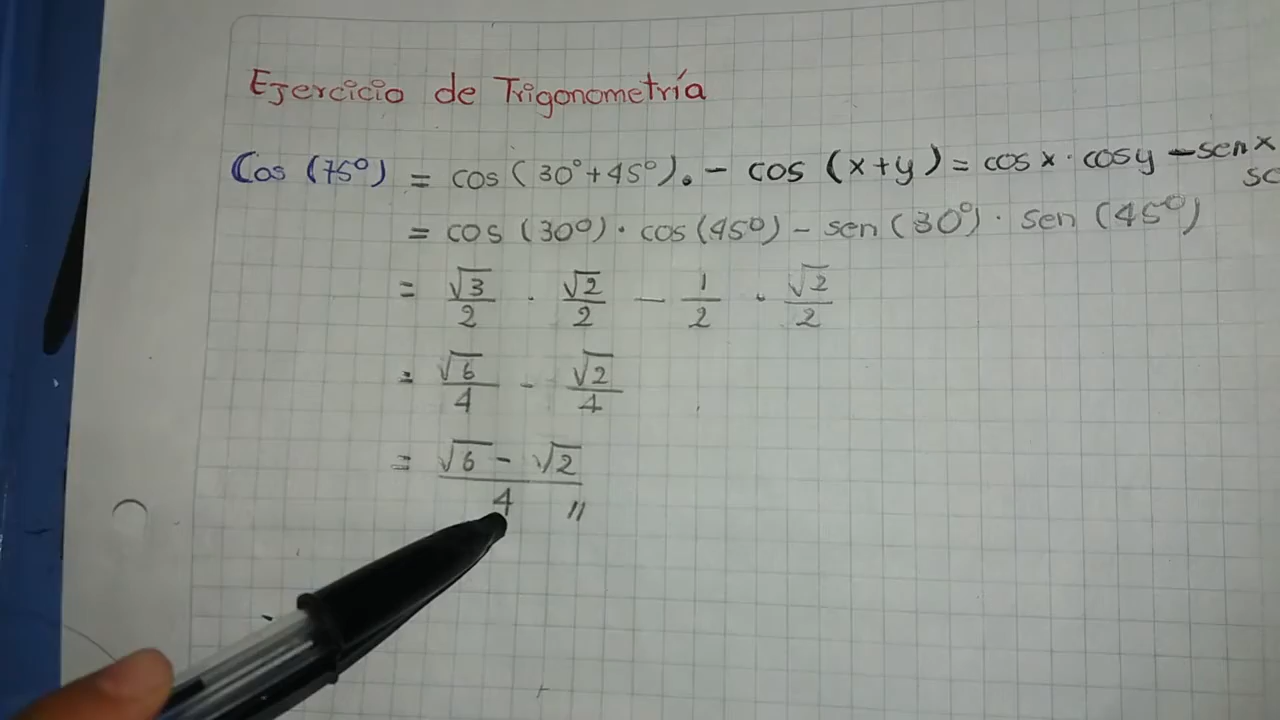 Ejercicio de Trigonometría
Cos (75°) = cos (30°+45°). - cos (x+y) = cos x · cos y - sen x
= cos (30°) · cos (45°) - sen (30°) · sen (45°)
= √3/2 · √2/2 - 1/2 · √2/2
= √6/4 - √2/4
= √6 - √2/4 //